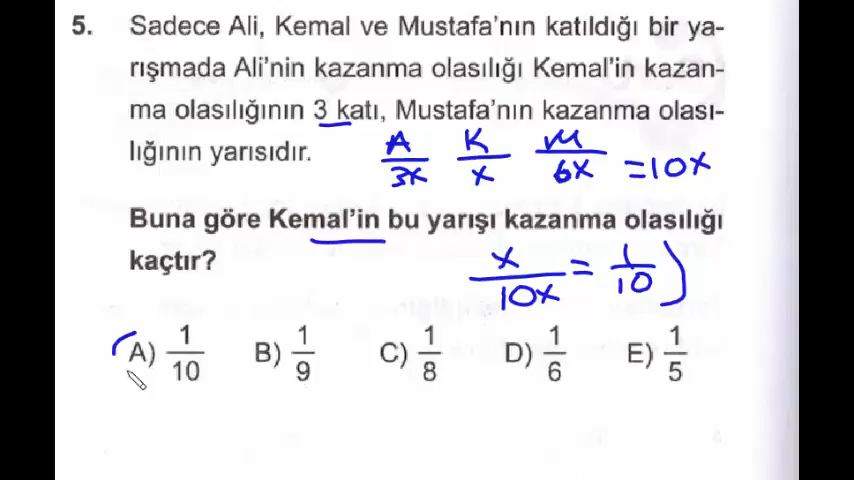 5. Sadece Ali, Kemal ve Mustafa'nın katıldığı bir ya-
rışmada Ali'nin kazanma olasılığı Kemal'in kazan-
ma olasılığının 3 katı, Mustafa'nın kazanma olası-
lığının yarısıdır.
A/3x K/x M/6x =10x
Buna göre Kemal'in bu yarışı kazanma olasılığı
kaçtır?
x/10x = 1/10 )
A) 1/10 B) 1/9 C) 1/8 D) 1/6 E) 1/5